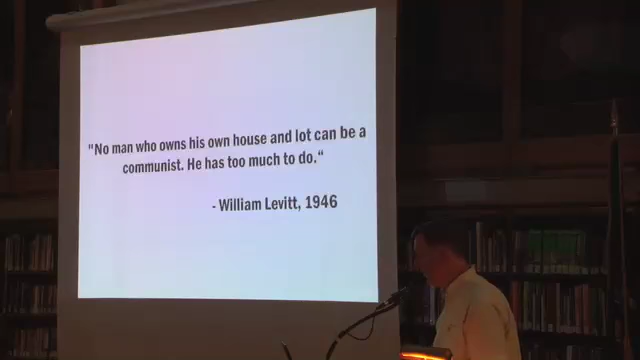 "No man who owns his own house and lot can be a
communist. He has too much to do."
- William Levitt, 1946